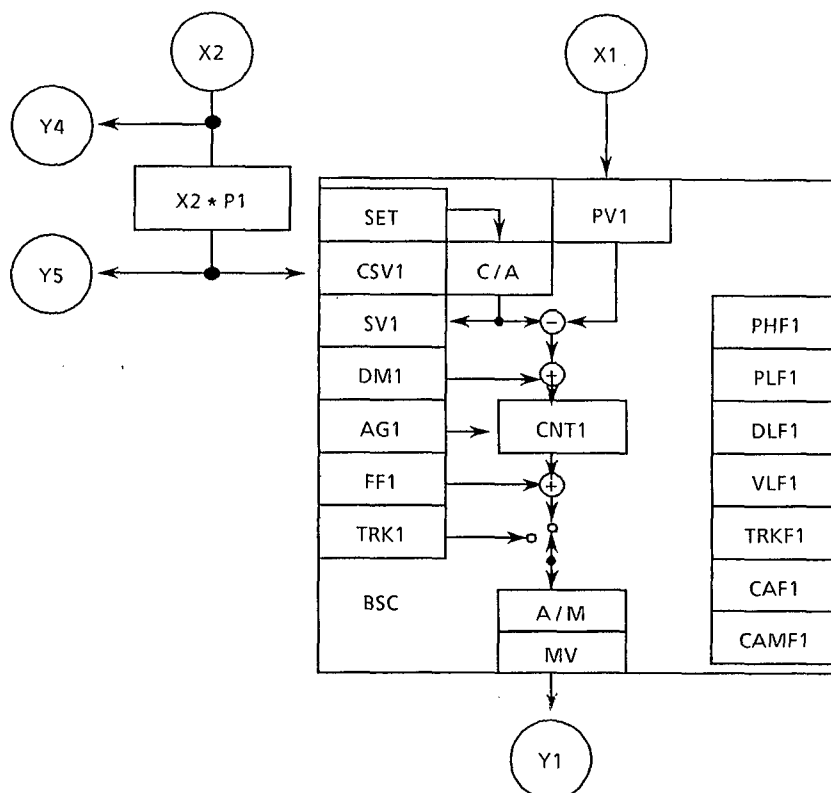 X2
X1
Y4
X2 * P1
PV1
SET
CSV1
C / A
Y5
SV1
−
DM1
+
AG1
CNT1
FF1
+
TRK1
BSC
A / M
MV
PHF1
PLF1
DLF1
VLF1
TRKF1
CAF1
CAMF1
Y1